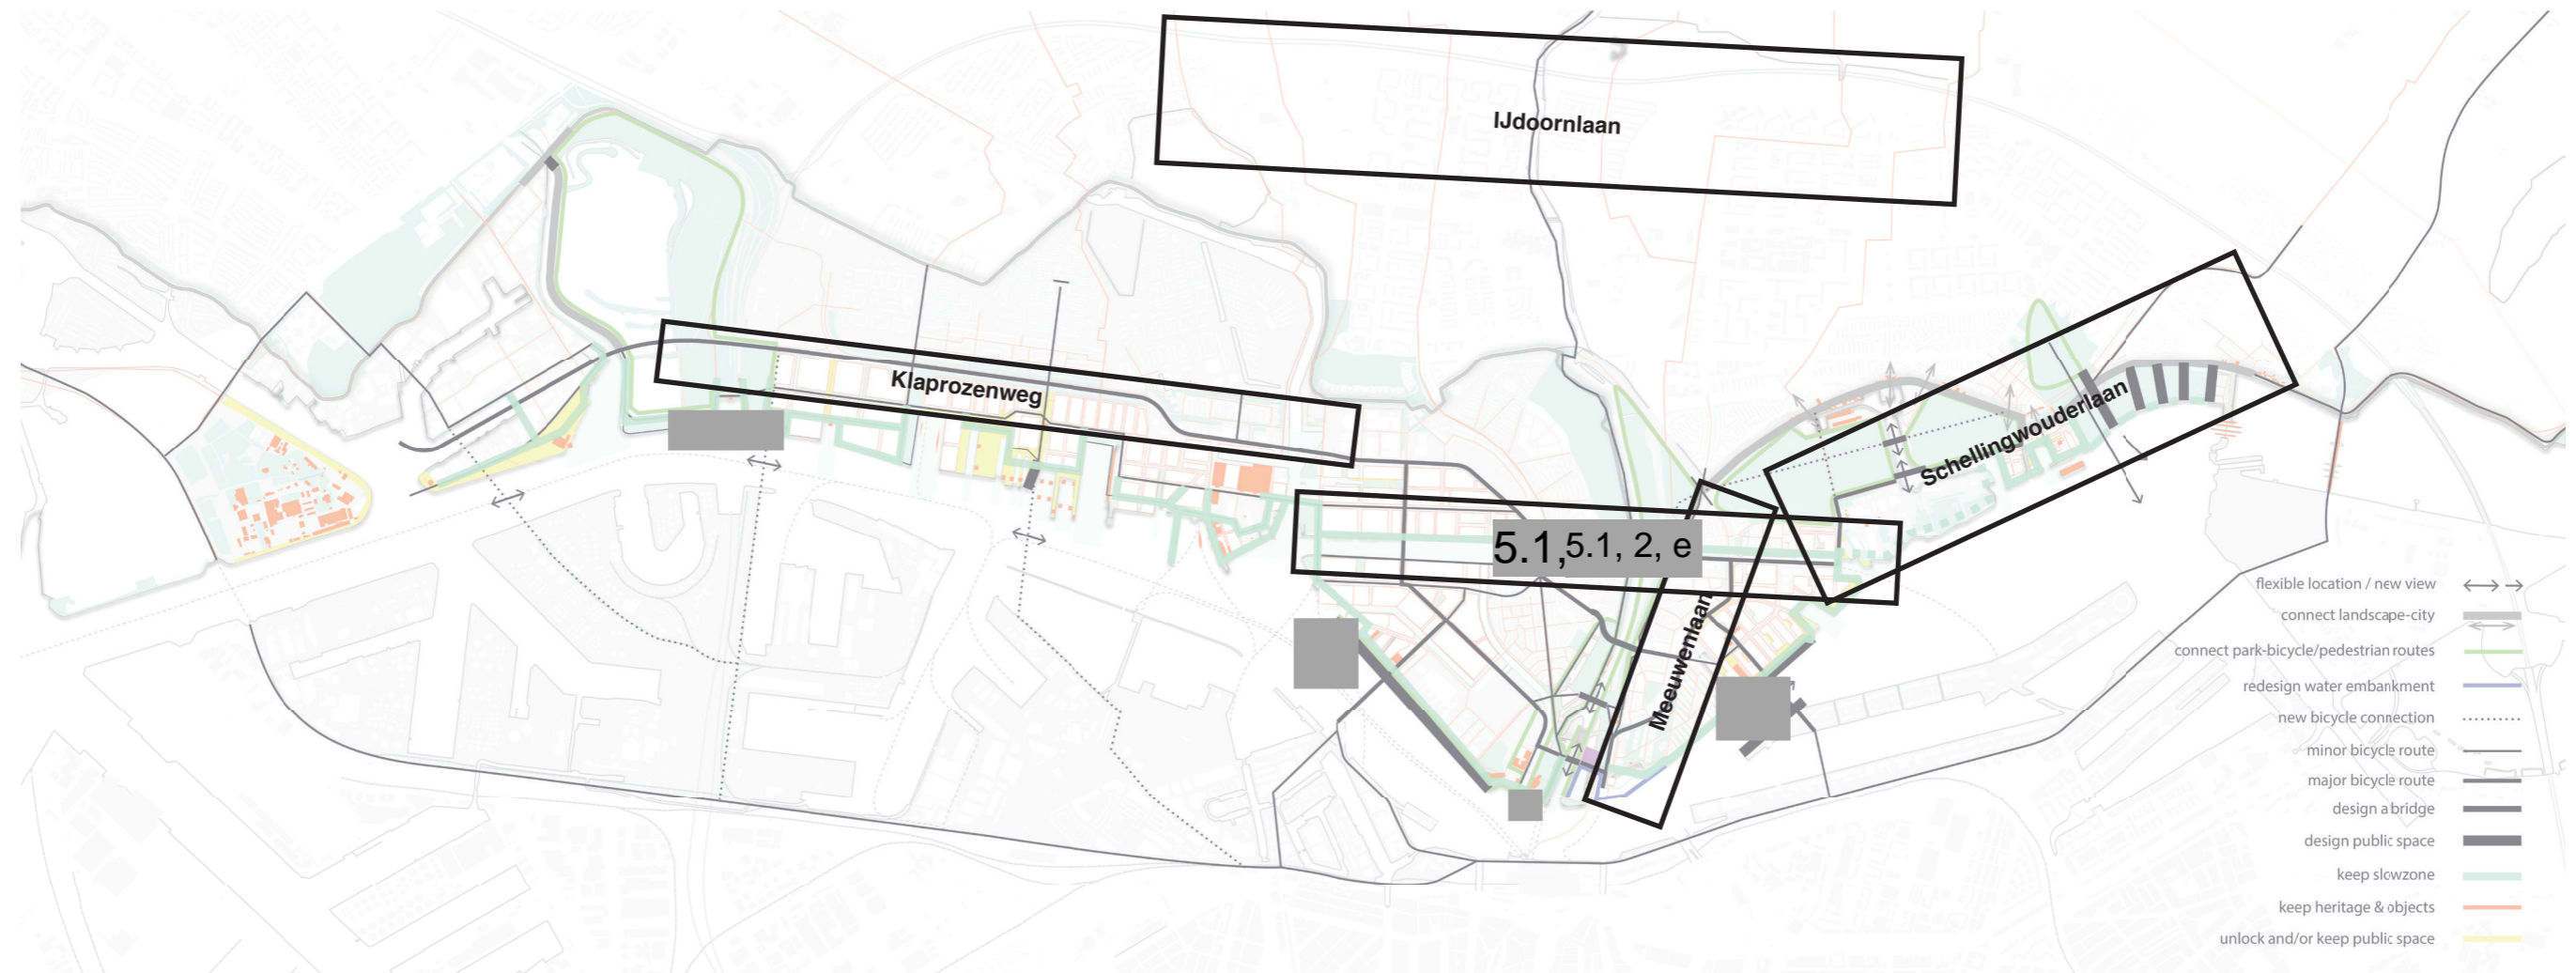 IJdoornlaan
Klaprozenweg
Schellingwouderlaan
5.1,5.1, 2, e
Meeuwenlaan
flexible location / new view
connect landscape-city
connect park-bicycle/pedestrian routes
redesign water embankment
new bicycle connection
minor bicycle route
major bicycle route
design a bridge
design public space
keep slowzone
keep heritage & objects
unlock and/or keep public space